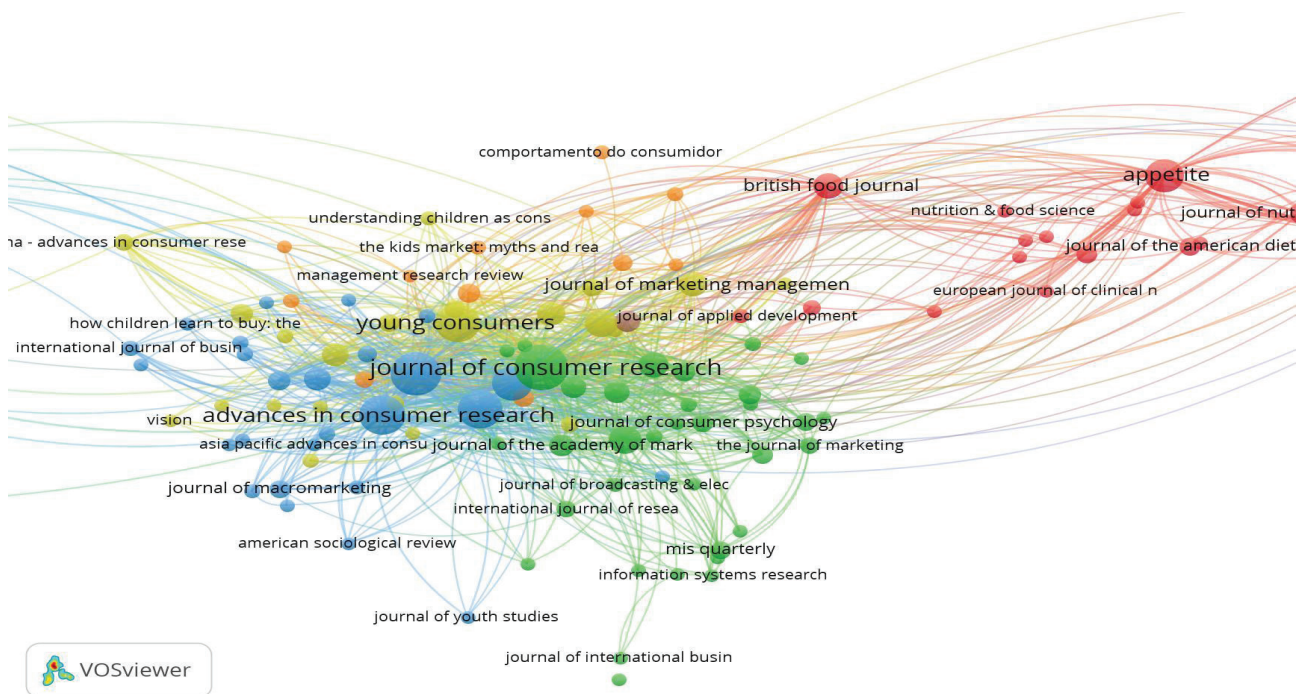 comportamento do consumidor
appetite
british food journal
nutrition & food science
journal of nut
understanding children as cons
na - advances in consumer rese
the kids market: myths and rea
journal of the american diet
management research review
journal of marketing managemen
european journal of clinical n
journal of applied development
how children learn to buy: the
young consumers
international journal of busin
journal of consumer research
advances in consumer research
vision
journal of consumer psychology
asia pacific advances in consu
journal of the academy of mark
the journal of marketing
journal of macromarketing
journal of broadcasting & elec
international journal of resea
american sociological review
mis quarterly
information systems research
journal of youth studies
journal of international busin
VOSviewer